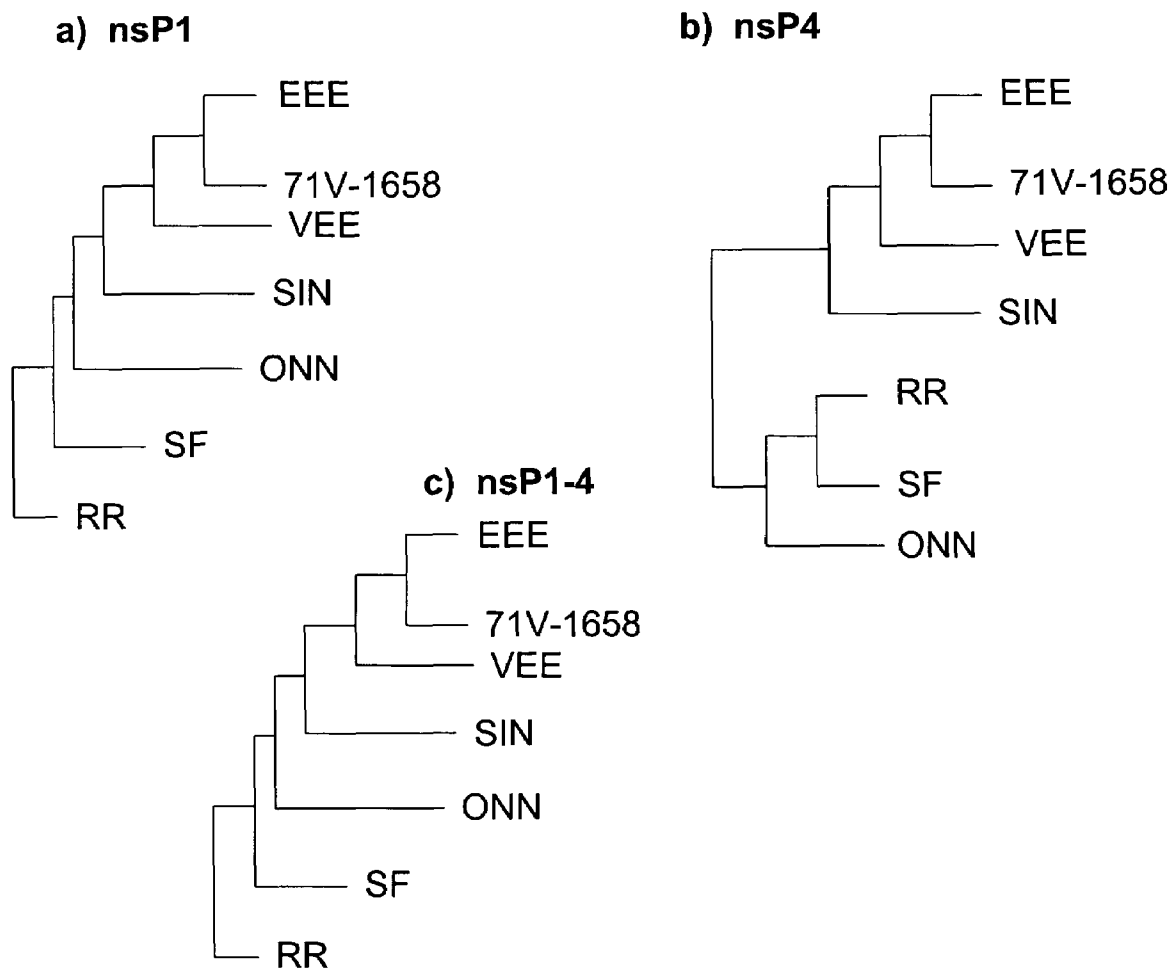 a) nsP1
EEE
71V-1658
VEE
SIN
ONN
SF
RR
b) nsP4
EEE
71V-1658
VEE
SIN
RR
SF
ONN
c) nsP1-4
EEE
71V-1658
VEE
SIN
ONN
SF
RR